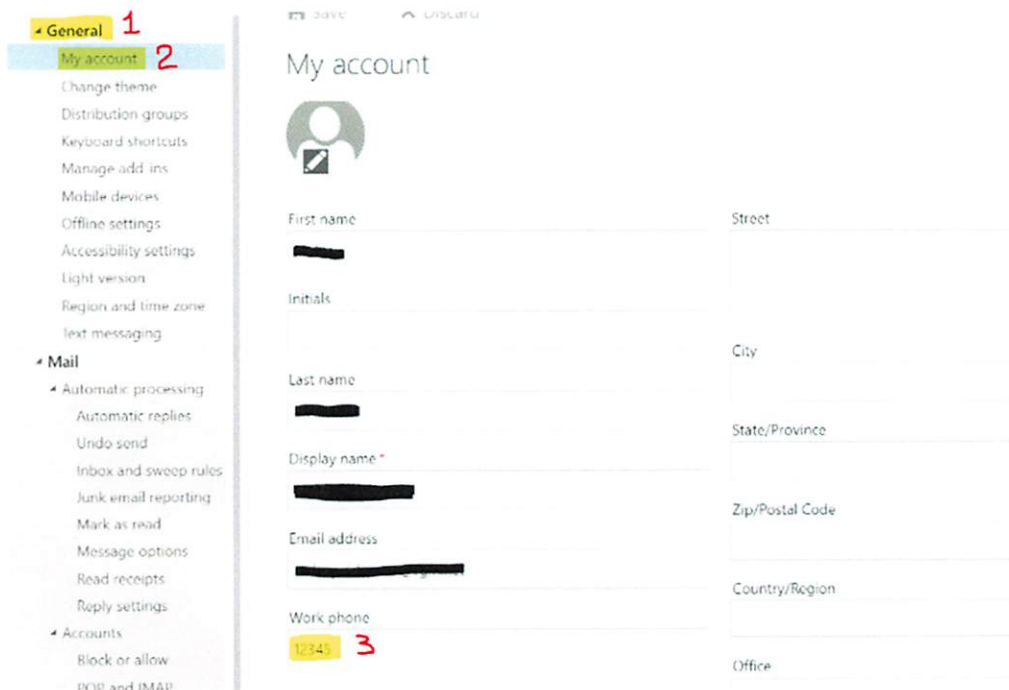 General 1
My account 2
Change theme
Distribution groups
Keyboard shortcuts
Manage add-ins
Mobile devices
Offline settings
Accessibility settings
Light version
Region and time zone
Text messaging
Mail
Automatic processing
Automatic replies
Undo send
Inbox and sweep rules
Junk email reporting
Mark as read
Message options
Read receipts
Reply settings
Accounts
Block or allow
POP and IMAP
Save Discard
My account
First name
Initials
Last name
Display name *
Email address
Work phone
12345 3
Street
City
State/Province
Zip/Postal Code
Country/Region
Office